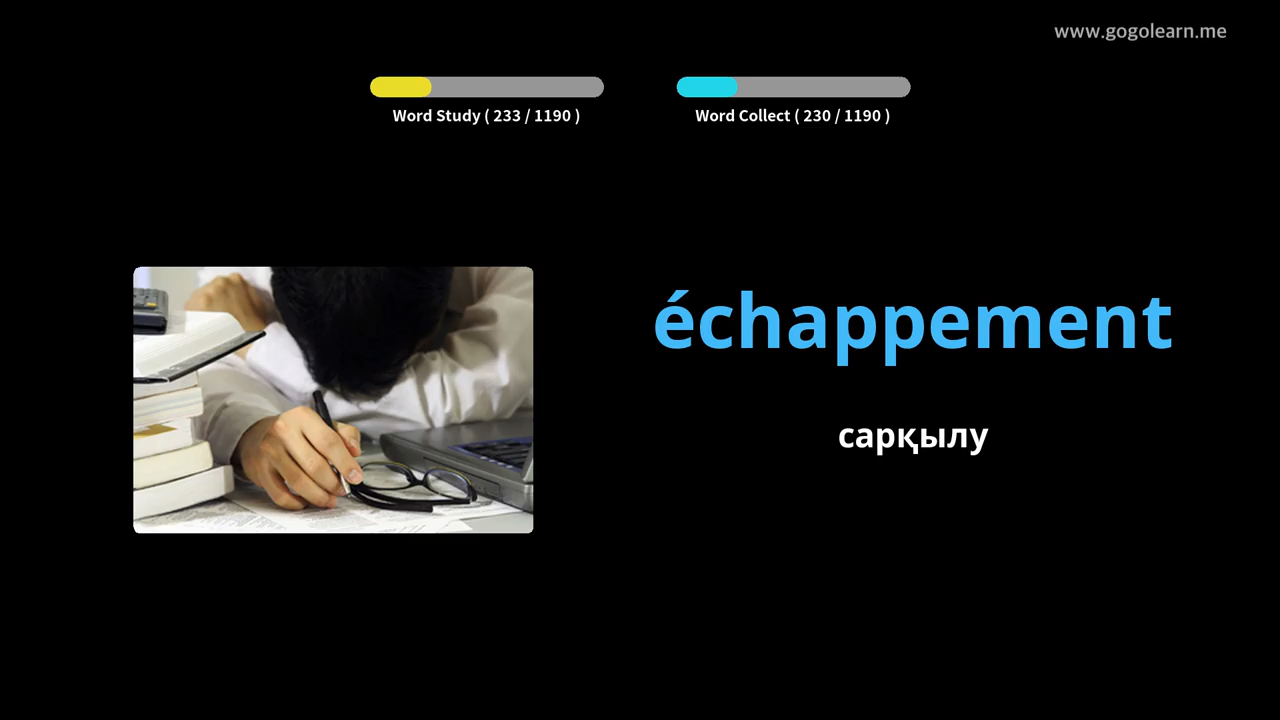 www.gogolearn.me
Word Study ( 233 / 1190 )
Word Collect ( 230 / 1190 )
échappement
сарқылу